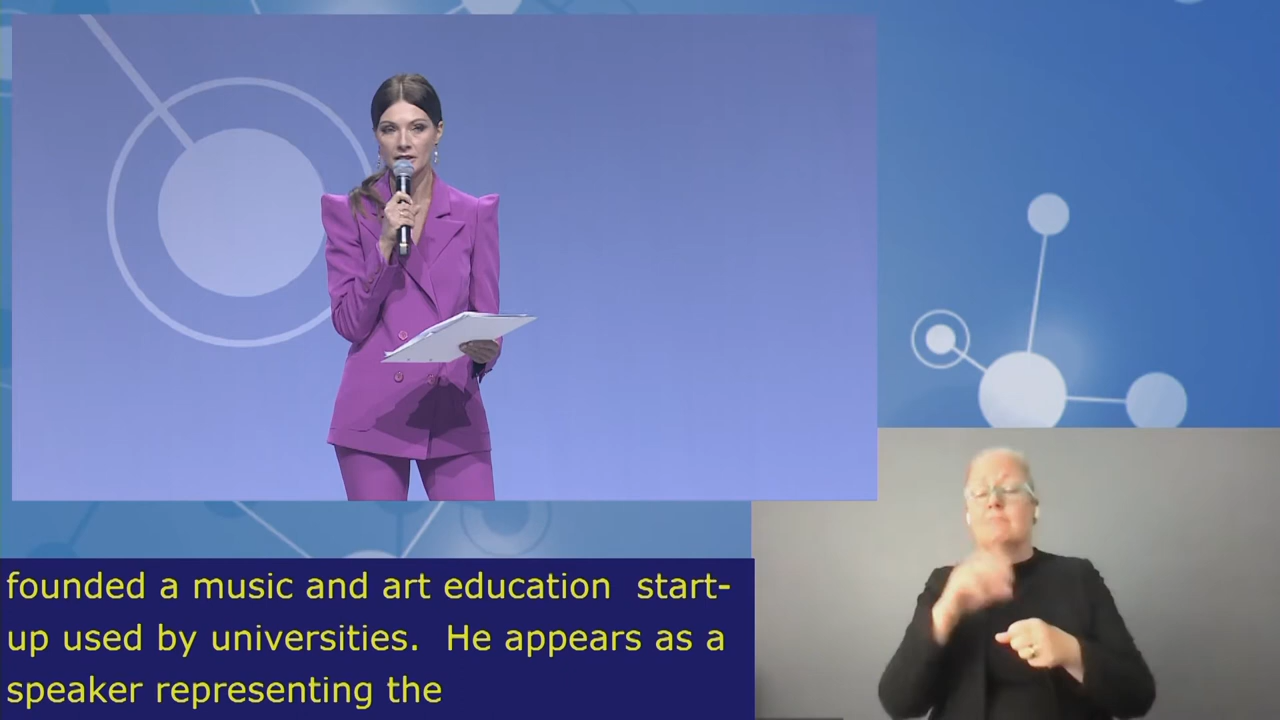 founded a music and art education  start-
up used by universities.  He appears as a
speaker representing the